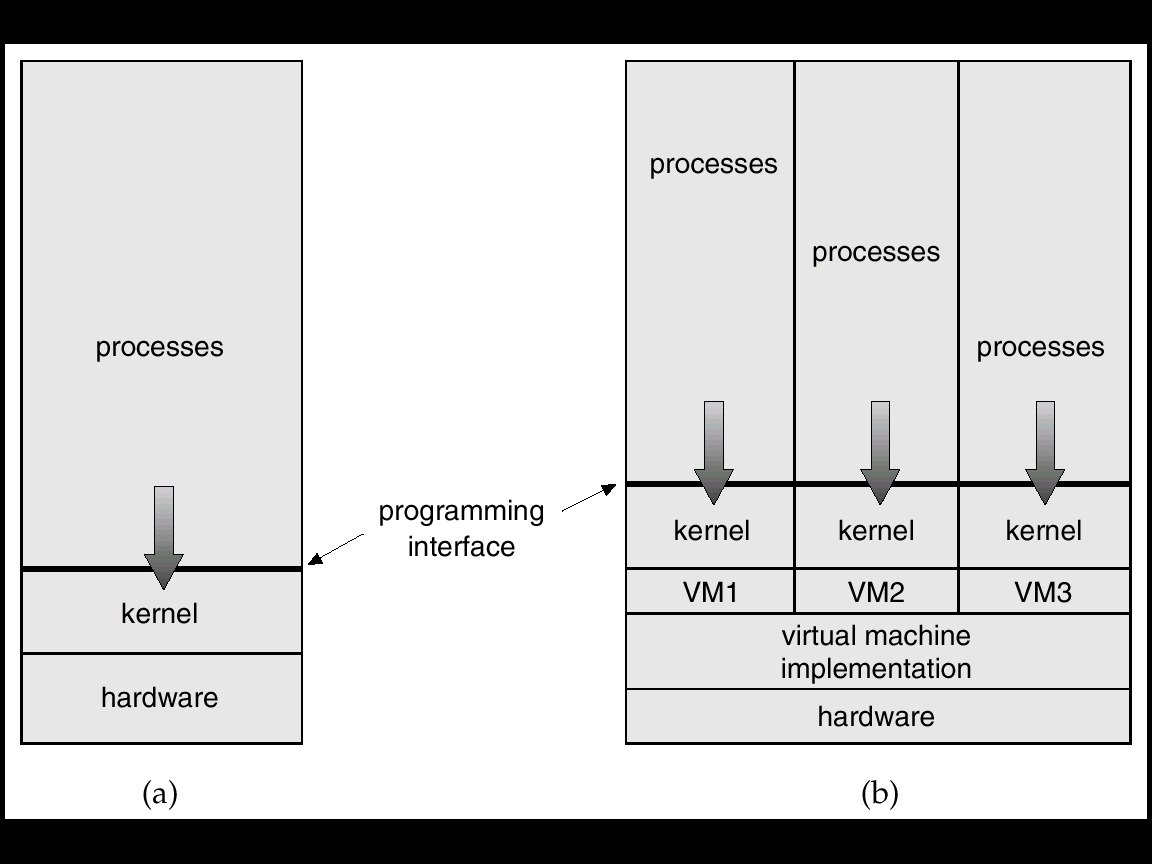 processes
kernel
hardware
(a)
programming
interface
processes
processes
processes
kernel
kernel
kernel
VM1
VM2
VM3
virtual machine
implementation
hardware
(b)